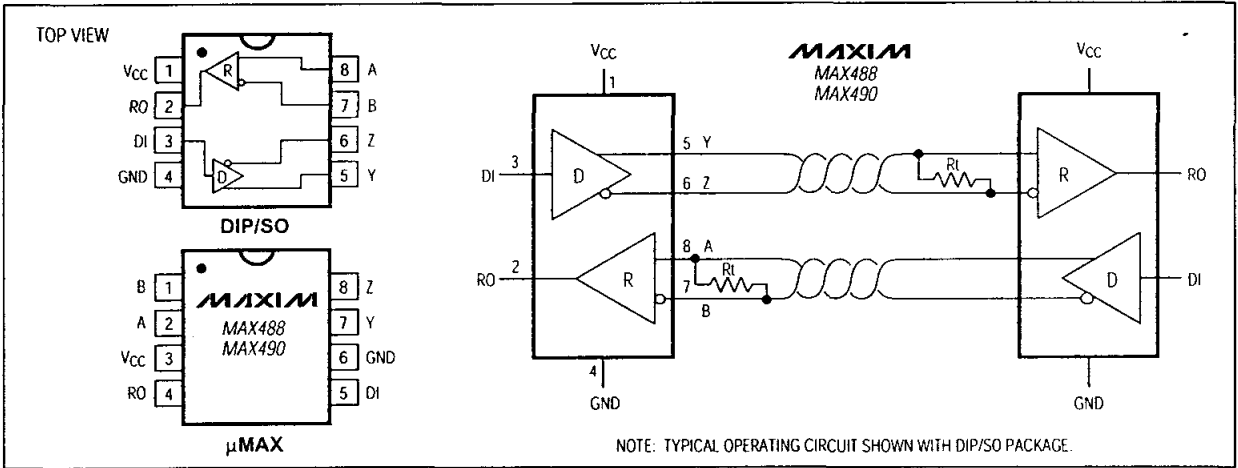 TOP VIEW
VCC 1
RO 2
DI 3
GND 4
8 A
7 B
6 Z
5 Y
R
D
DIP/SO
B 1
A 2
VCC 3
RO 4
MAXIM
MAX488
MAX490
8 Z
7 Y
6 GND
5 DI
µMAX
MAXIM
MAX488
MAX490
VCC
1
VCC
DI 3
D
5 Y
6 Z
Rt
R
RO
RO 2
R
8 A
Rt
7
B
D
DI
4
GND
GND
NOTE: TYPICAL OPERATING CIRCUIT SHOWN WITH DIP/SO PACKAGE.